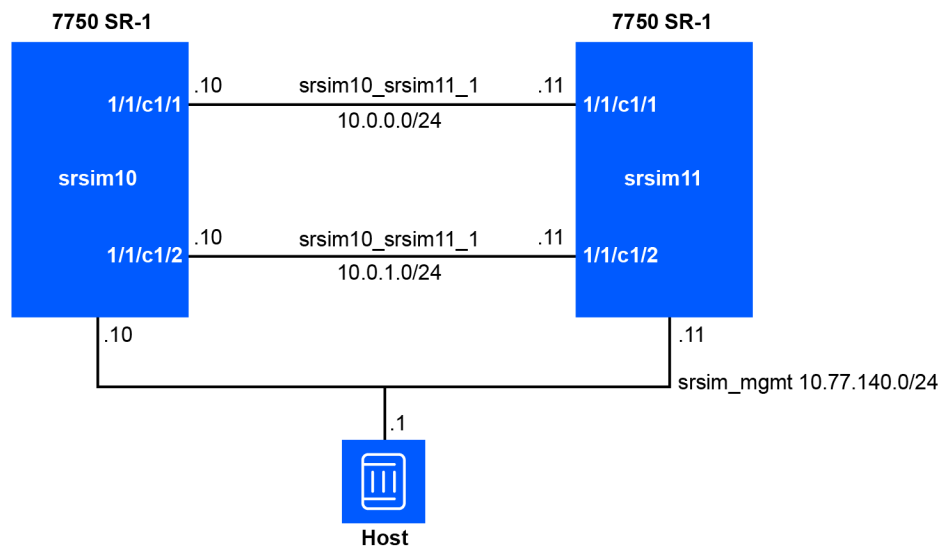 7750 SR-1
7750 SR-1
.10
srsim10_srsim11_1
.11
1/1/c1/1
1/1/c1/1
10.0.0.0/24
srsim10
srsim11
.10
srsim10_srsim11_1
.11
1/1/c1/2
1/1/c1/2
10.0.1.0/24
.10
.11
srsim_mgmt 10.77.140.0/24
.1
Host